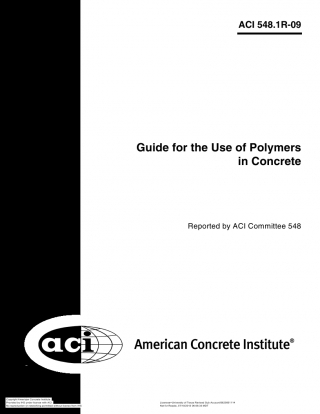 ACI 548.1R-09
Guide for the Use of Polymers
in Concrete
Reported by ACI Committee 548
aci
American Concrete Institute®